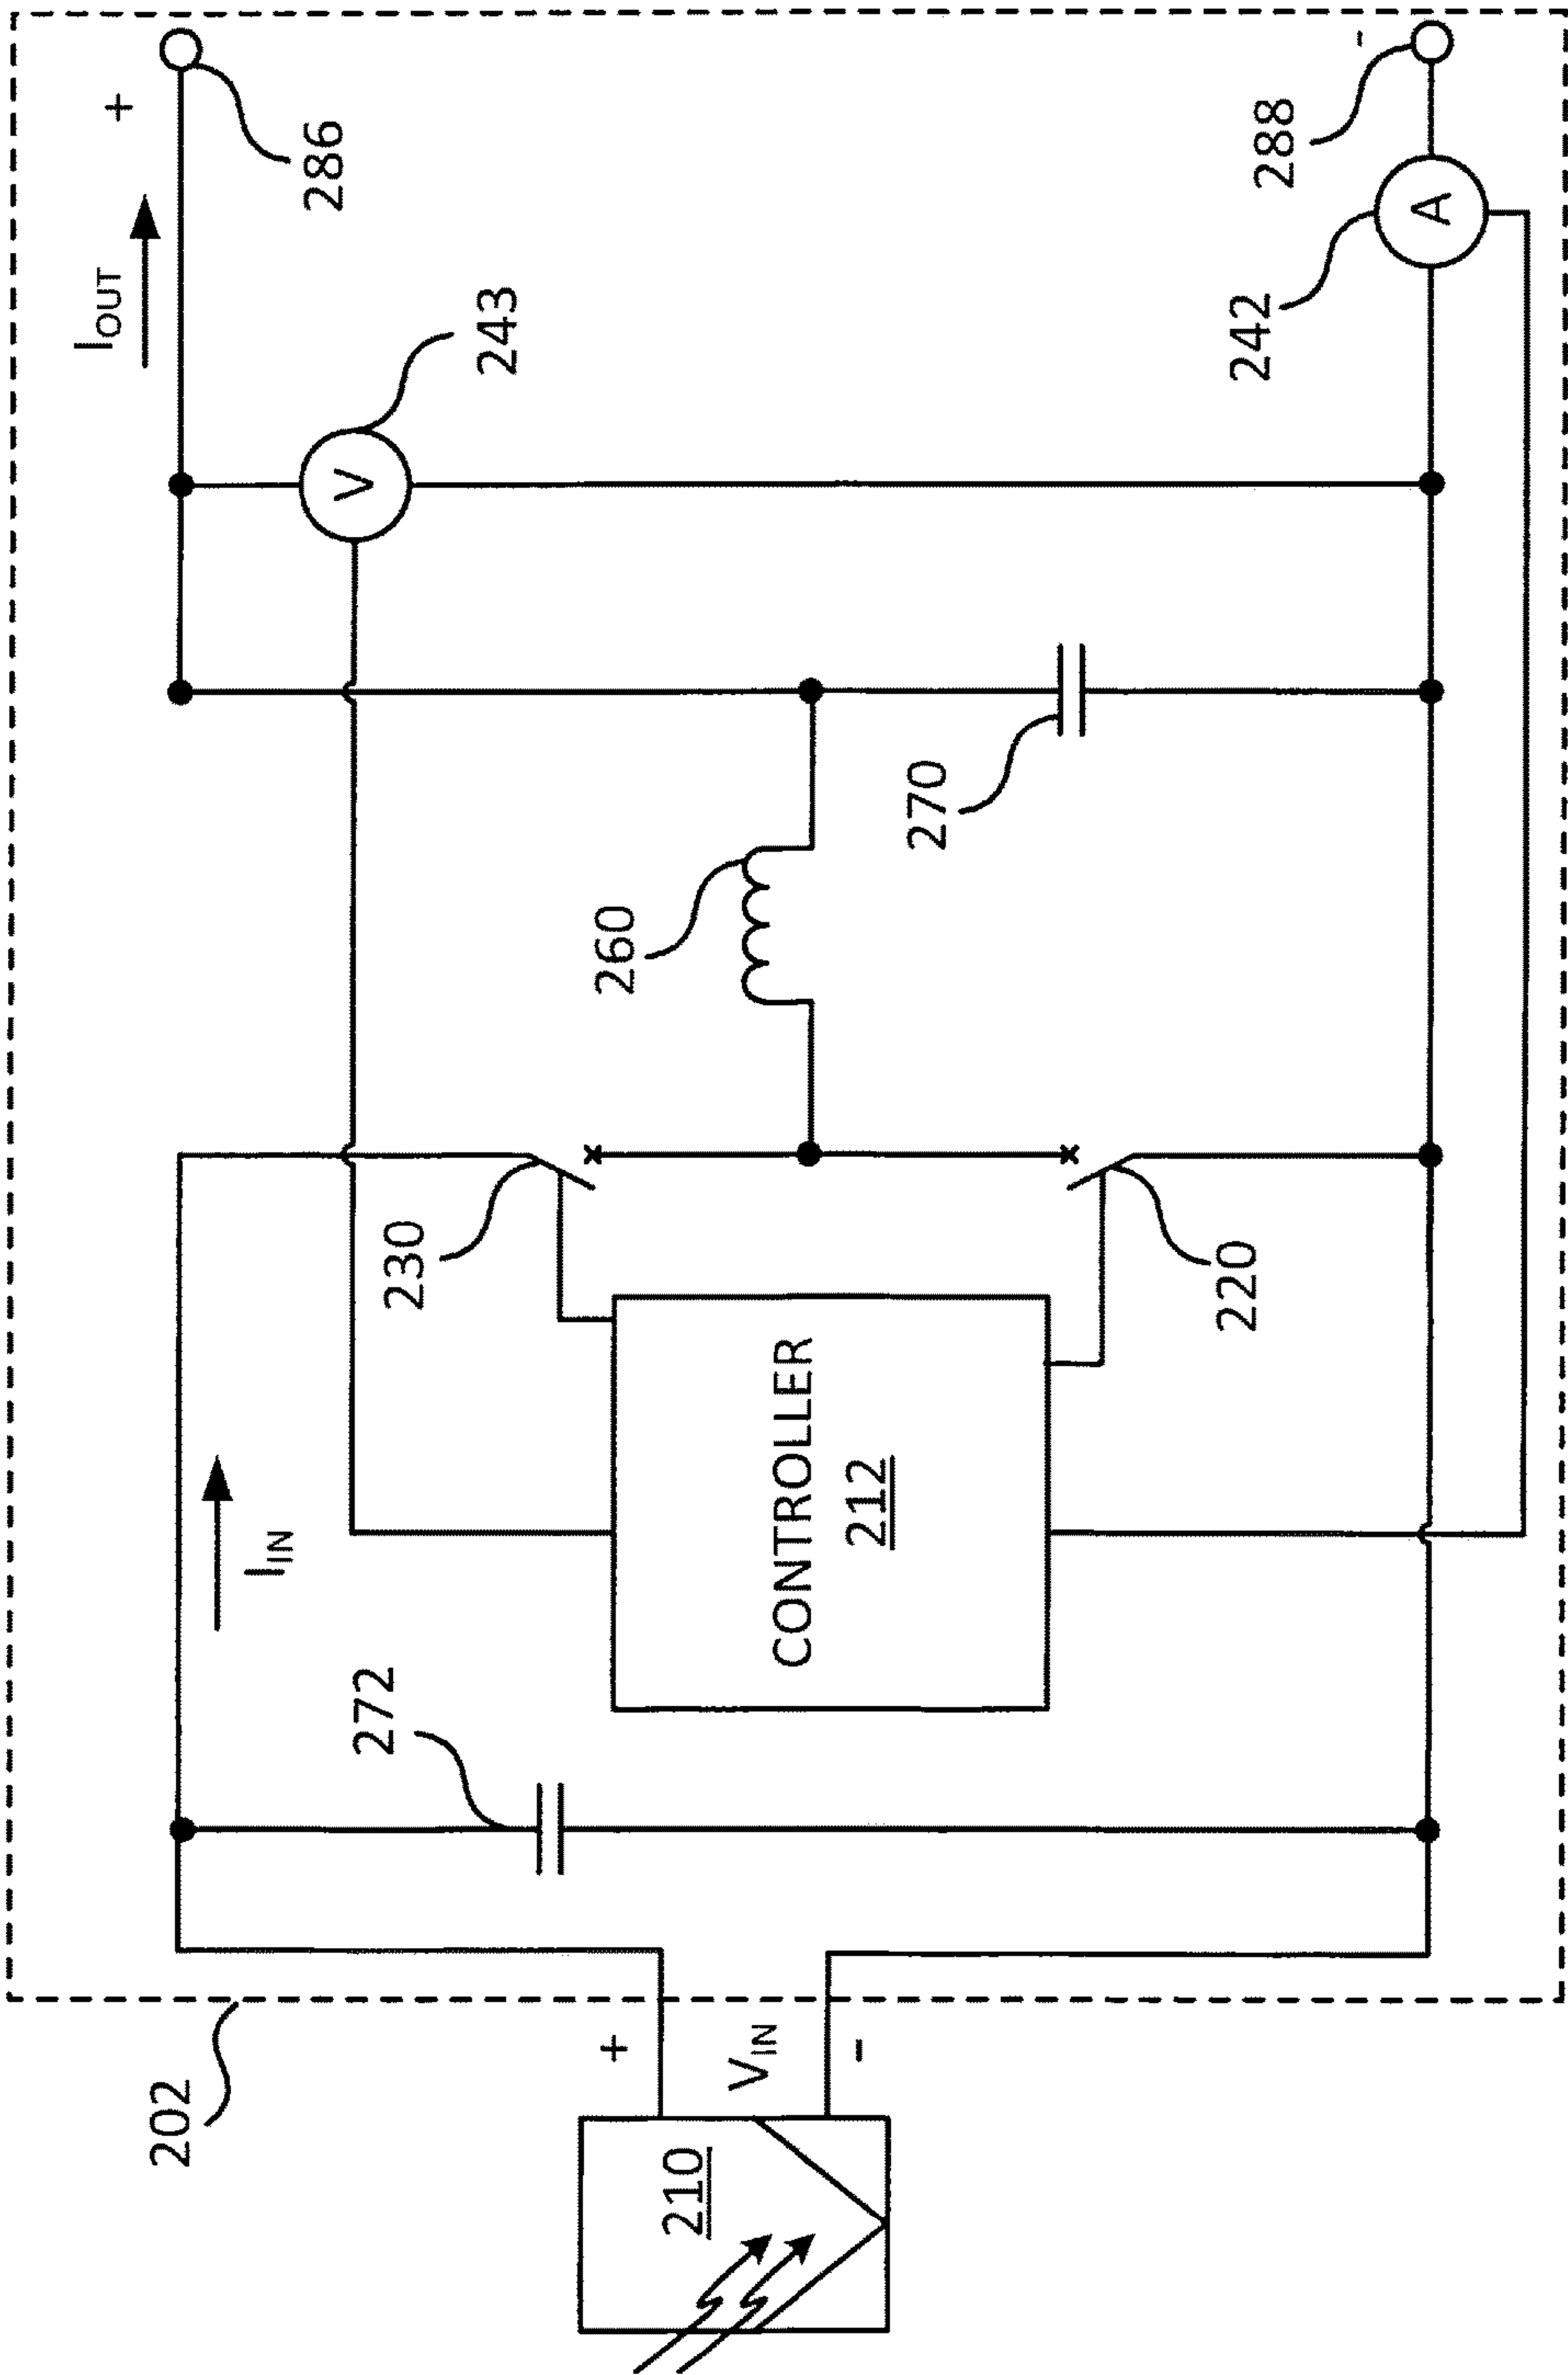 202
210
+
V_IN
-
272
I_IN
CONTROLLER
212
230
220
260
270
243
I_OUT
+
286
242
A
V
288
-